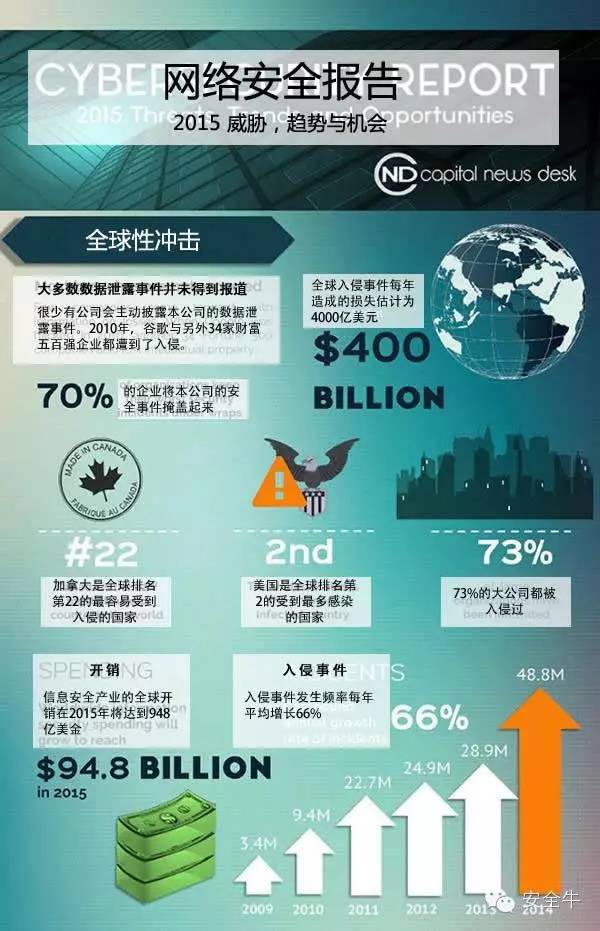 CYBER REPORT
网络安全报告
2015 Threats, Trends and Opportunities
2015 威胁，趋势与机会
ND capital news desk
全球性冲击
大多数数据泄露事件并未得到报道
很少有公司会主动披露本公司的数据泄
露事件。2010年，谷歌与另外34家财富
五百强企业都遭到了入侵。
全球入侵事件每年
造成的损失估计为
4000亿美元
$400
BILLION
70%
的企业将本公司的安
全事件掩盖起来
MADE IN CANADA
FABRIQUE AU CANADA
#22
加拿大是全球排名
第22的最容易受到
入侵的国家
2nd
美国是全球排名第
2的受到最多感染
的国家
73%
73%的大公司都被
入侵过
SPENDING
开销
信息安全产业的全球开
销在2015年将达到948
亿美金
$94.8 BILLION
in 2015
入侵事件
入侵事件发生频率每年
平均增长66%
66%
3.4M
9.4M
22.7M
24.9M
28.9M
48.8M
2009
2010
2011
2012
2013
2014
安全牛